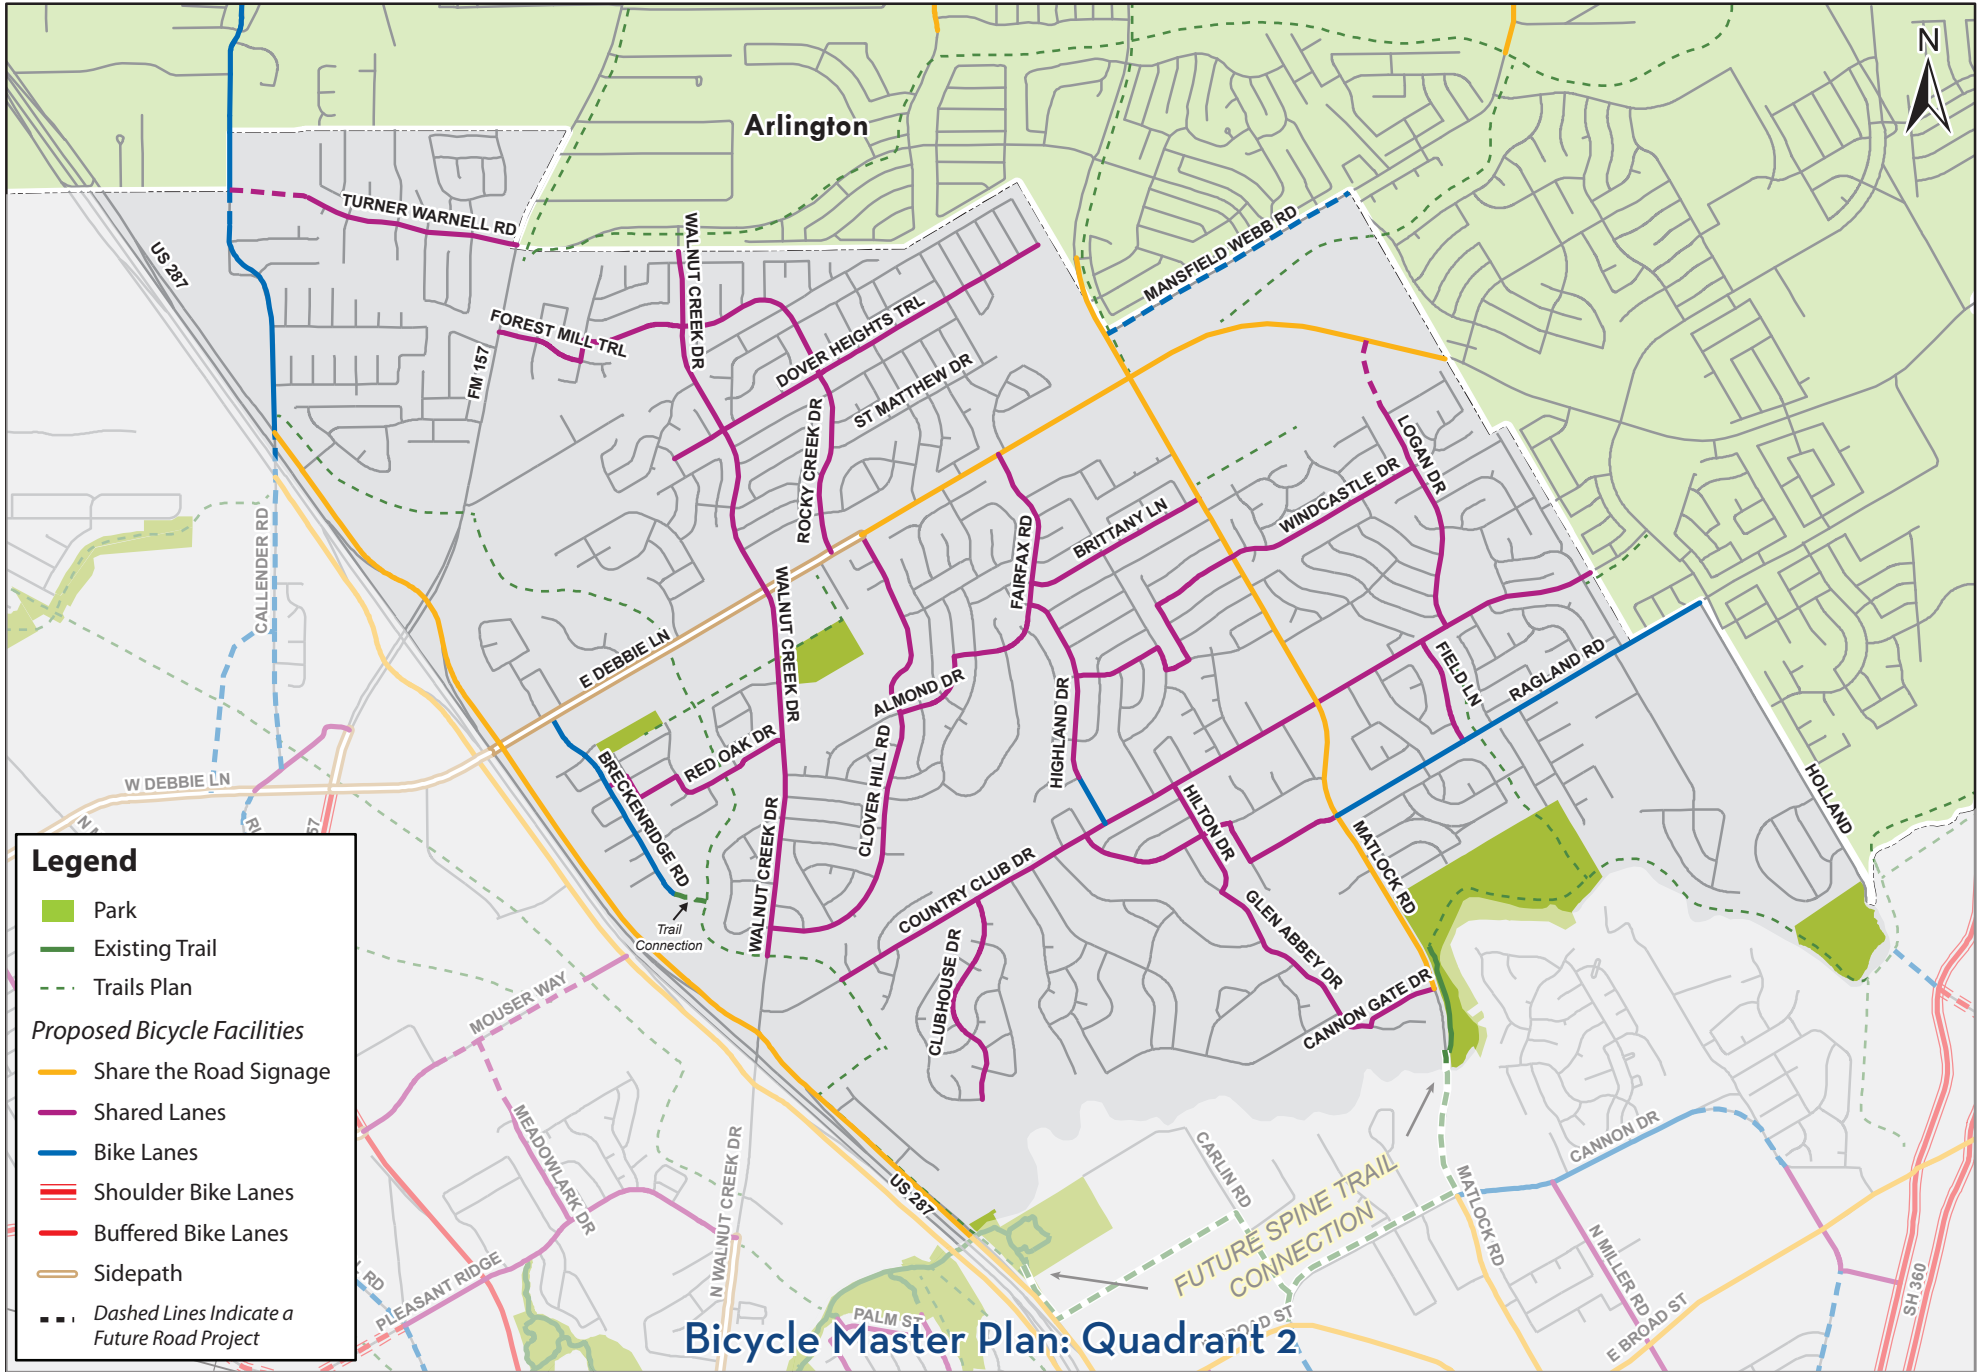 N
Arlington
TURNER WARNELL RD
US 287
WALNUT CREEK DR
MANSFIELD WEBB RD
FOREST MILL TRL
FM 157
DOVER HEIGHTS TRL
ST MATTHEW DR
ROCKY CREEK DR
LOGAN DR
WINDCASTLE DR
BRITTANY LN
FAIRFAX RD
CALLENDER RD
WALNUT CREEK DR
E DEBBIE LN
ALMOND DR
FIELD LN
RAGLAND RD
HIGHLAND DR
RED OAK DR
BRECKENRIDGE RD
CLOVER HILL RD
W DEBBIE LN
HOLLAND
HILTON DR
MATLOCK RD
WALNUT CREEK DR
COUNTRY CLUB DR
GLEN ABBEY DR
Trail
Connection
CLUBHOUSE DR
CANNON GATE DR
MOUSER WAY
57
Legend
Park
Existing Trail
Trails Plan
Proposed Bicycle Facilities
Share the Road Signage
Shared Lanes
Bike Lanes
Shoulder Bike Lanes
Buffered Bike Lanes
Sidepath
Dashed Lines Indicate a
Future Road Project
MEADOWLARK DR
N WALNUT CREEK DR
US 287
CARLIN RD
CANNON DR
MATLOCK RD
FUTURE SPINE TRAIL
CONNECTION
N MILLER RD
E BROAD ST
SH 360
PLEASANT RIDGE
PALM ST
Bicycle Master Plan: Quadrant 2